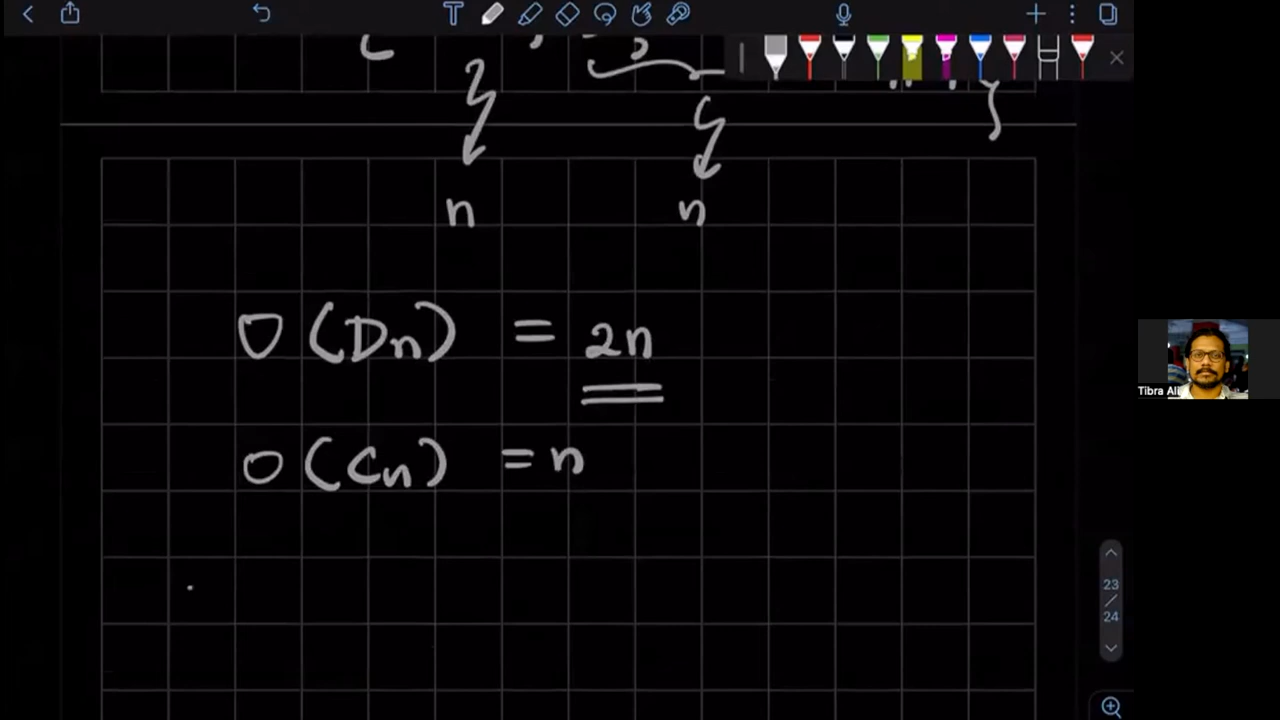 n n
O (Dn) = 2n
O (Cn) = n
Tibra Ali
23
/
24